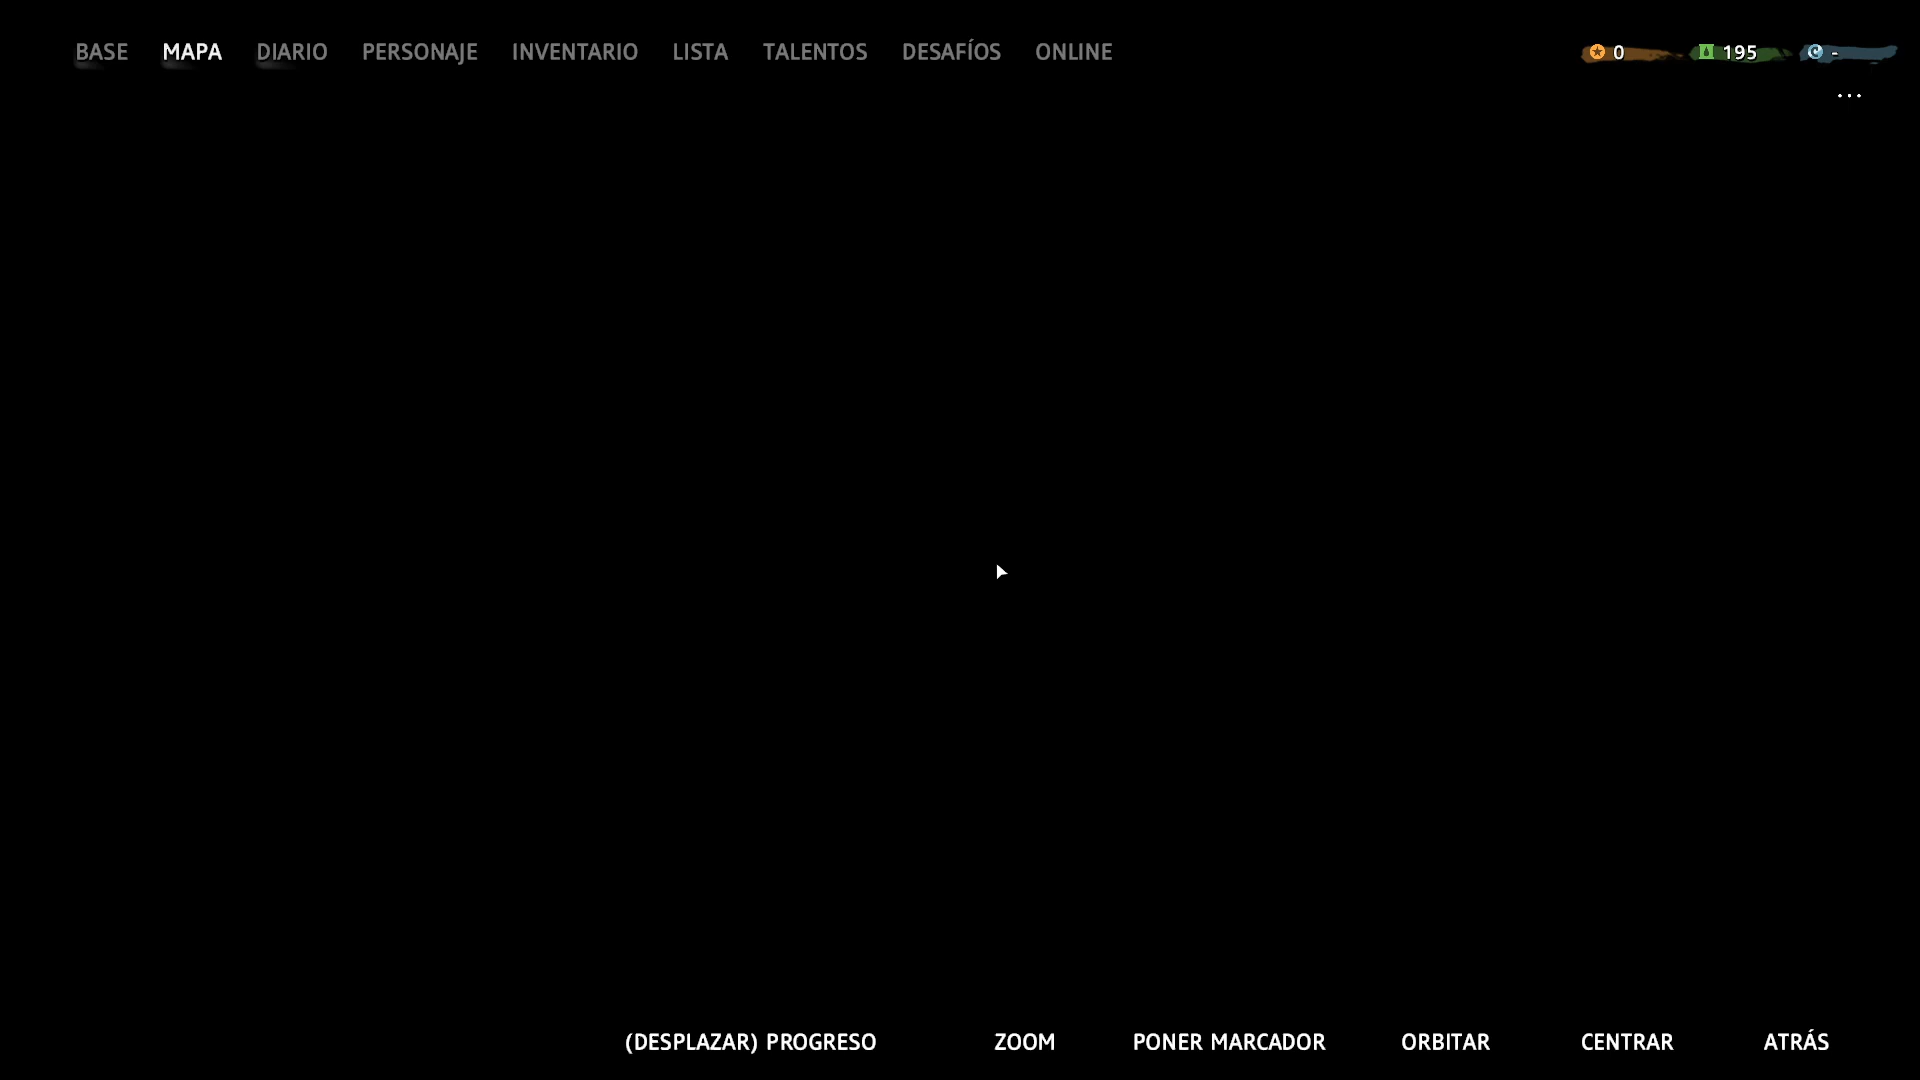 BASE MAPA DIARIO PERSONAJE INVENTARIO LISTA TALENTOS DESAFÍOS ONLINE 0 195 -
...
(DESPLAZAR) PROGRESO ZOOM PONER MARCADOR ORBITAR CENTRAR ATRÁS